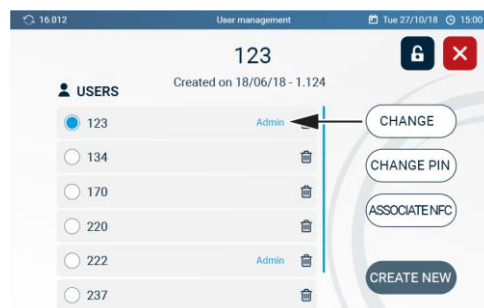 16.012 User management Tue 27/10/18 15:00
123
Created on 18/06/18 - 1.124
USERS
123 Admin CHANGE
134
CHANGE PIN
170
ASSOCIATE NFC
220
222 Admin
CREATE NEW
237